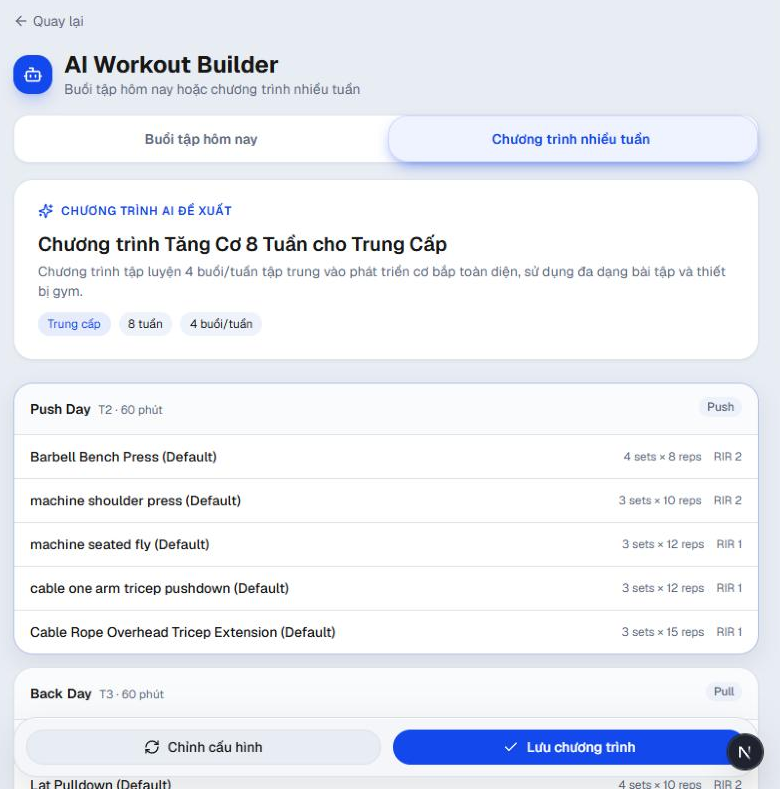 Quay lại
AI Workout Builder
Buổi tập hôm nay hoặc chương trình nhiều tuần
Buổi tập hôm nay
Chương trình nhiều tuần
CHƯƠNG TRÌNH AI ĐỀ XUẤT
Chương trình Tăng Cơ 8 Tuần cho Trung Cấp
Chương trình tập luyện 4 buổi/tuần tập trung vào phát triển cơ bắp toàn diện, sử dụng đa dạng bài tập và thiết
bị gym.
Trung cấp 8 tuần 4 buổi/tuần
Push Day T2 · 60 phút Push
Barbell Bench Press (Default) 4 sets × 8 reps RIR 2
machine shoulder press (Default) 3 sets × 10 reps RIR 2
machine seated fly (Default) 3 sets × 12 reps RIR 1
cable one arm tricep pushdown (Default) 3 sets × 12 reps RIR 1
Cable Rope Overhead Tricep Extension (Default) 3 sets × 15 reps RIR 1
Back Day T3 · 60 phút Pull
Chỉnh cấu hình
Lưu chương trình
N
Lat Pulldown (Default) 4 sets × 10 reps RIR 2